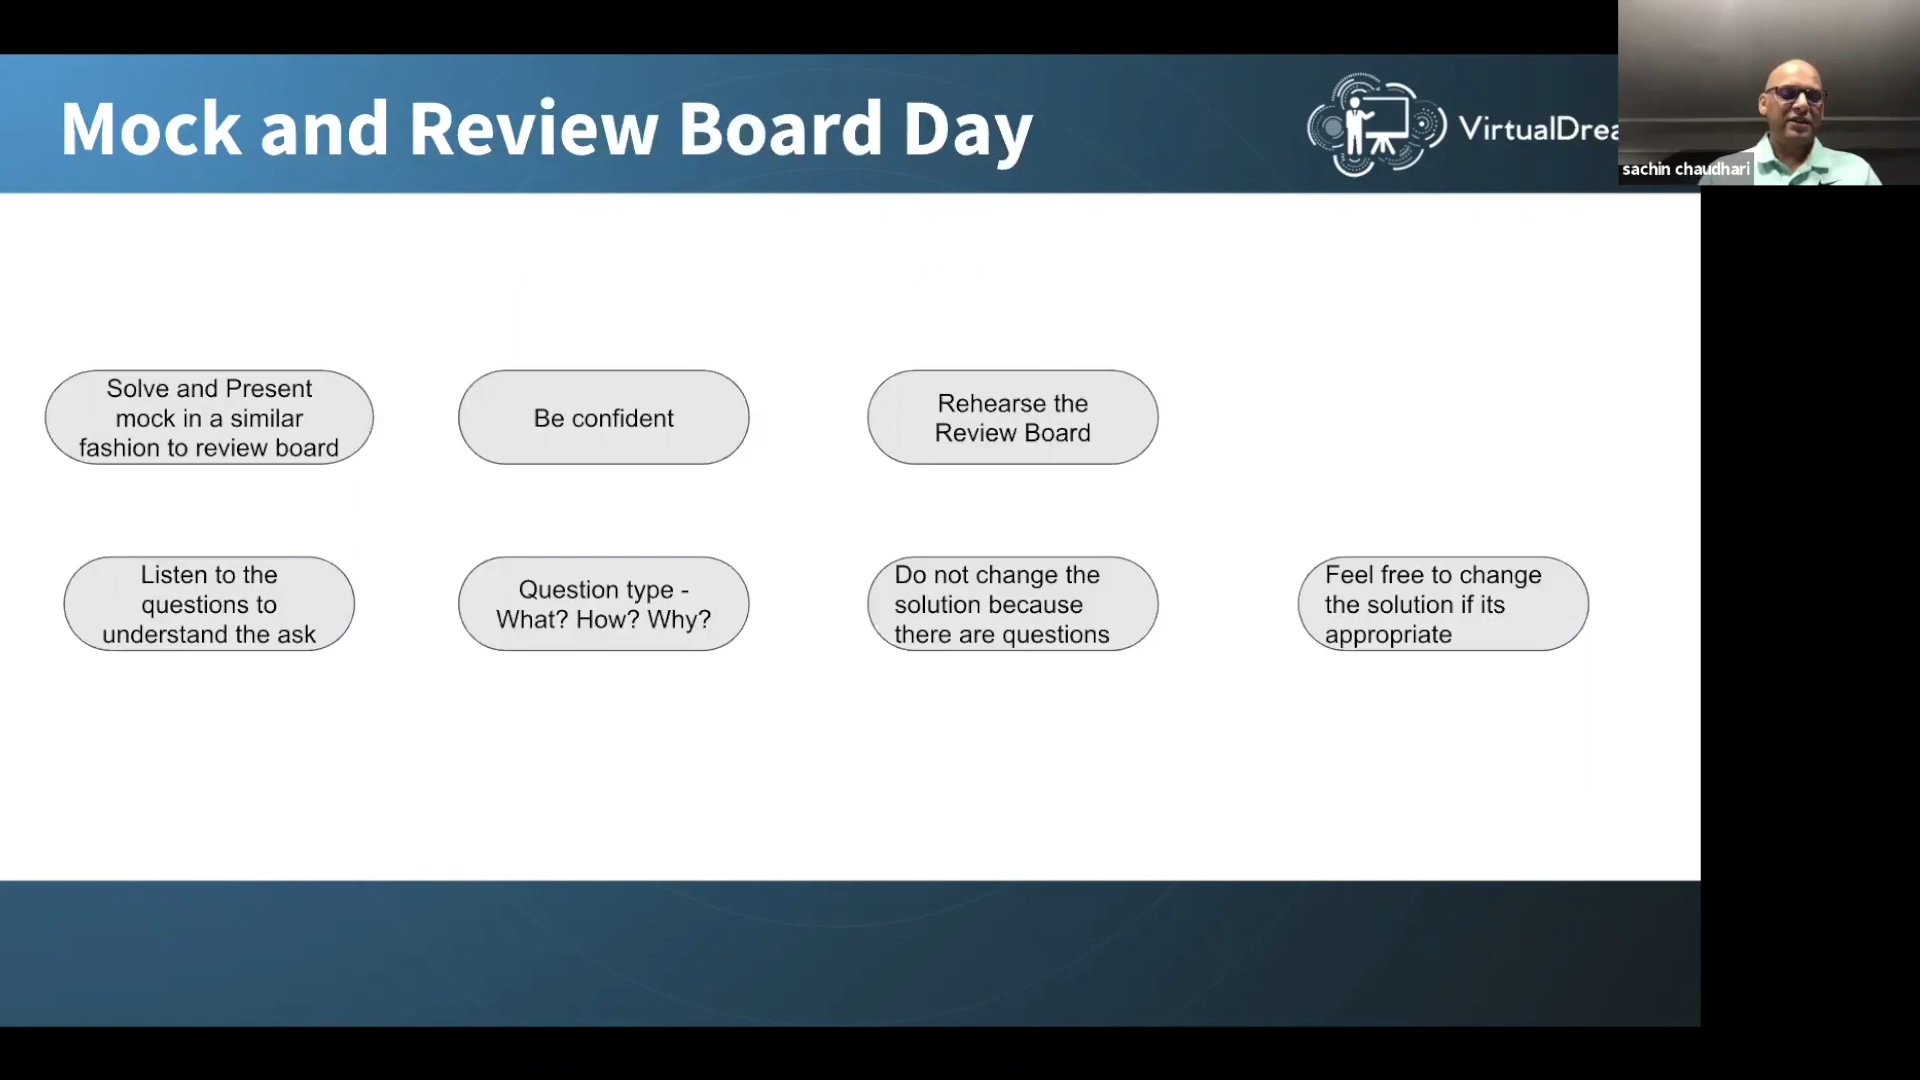 Mock and Review Board Day
VirtualDrea
sachin chaudhari
Solve and Present
mock in a similar
fashion to review board
Be confident
Rehearse the
Review Board
Listen to the
questions to
understand the ask
Question type -
What? How? Why?
Do not change the
solution because
there are questions
Feel free to change
the solution if its
appropriate